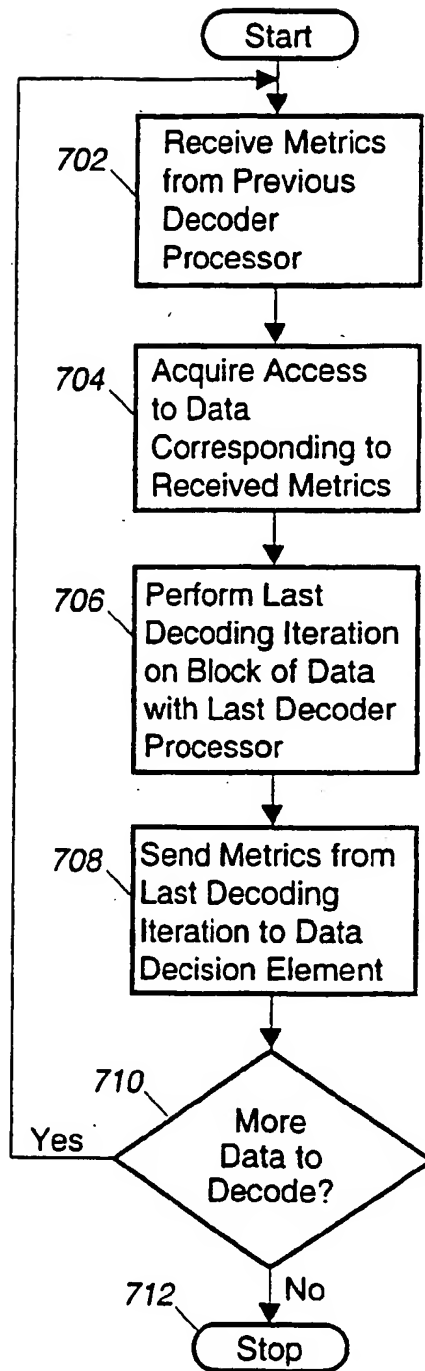 Start
702
Receive Metrics
from Previous
Decoder
Processor
704
Acquire Access
to Data
Corresponding to
Received Metrics
706
Perform Last
Decoding Iteration
on Block of Data
with Last Decoder
Processor
708
Send Metrics from
Last Decoding
Iteration to Data
Decision Element
710
More
Data to
Decode?
Yes
No
712
Stop